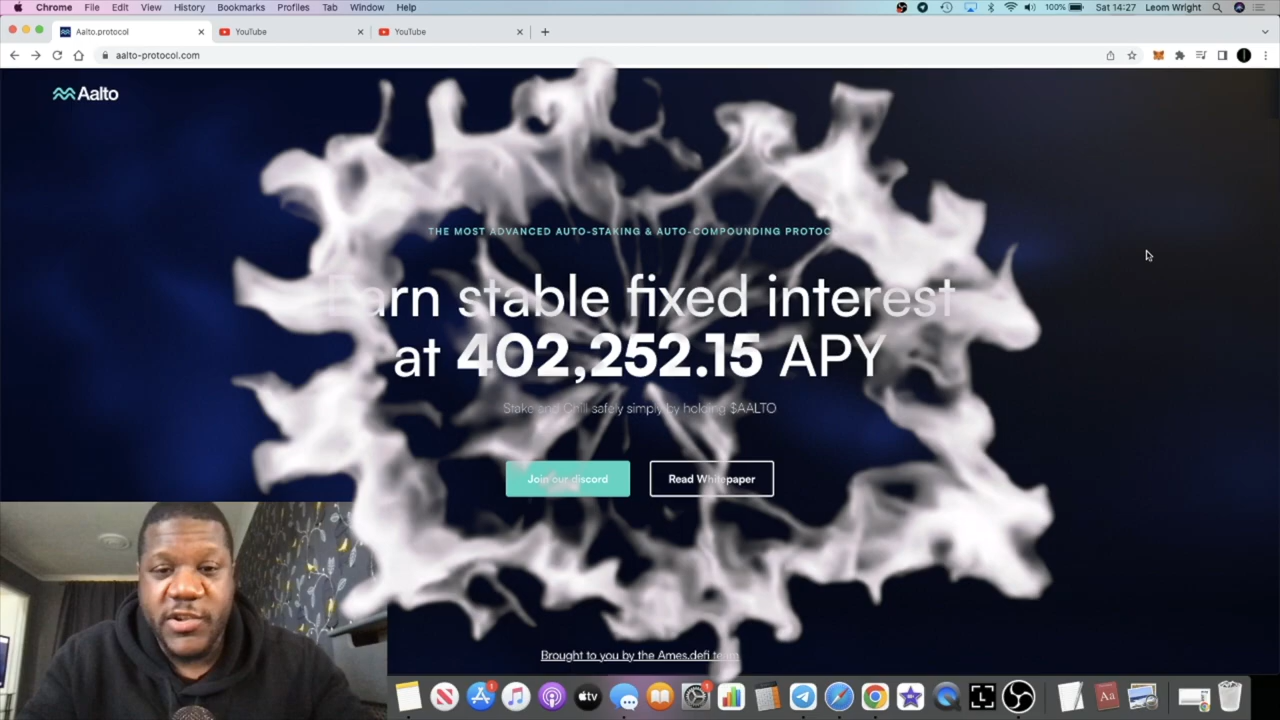 Chrome File Edit View History Bookmarks Profiles Tab Window Help 100% Sat 14:27 Leom Wright
Aalto.protocol YouTube YouTube
aalto-protocol.com
Aalto
THE MOST ADVANCED AUTO-STAKING & AUTO-COMPOUNDING
Earn stable fixed interest
at 402,252.15 APY
Stake and Chill safely simply by holding $AALTO
Join our discord Read Whitepaper
Brought to you by the Ames.defi team
tv Aa